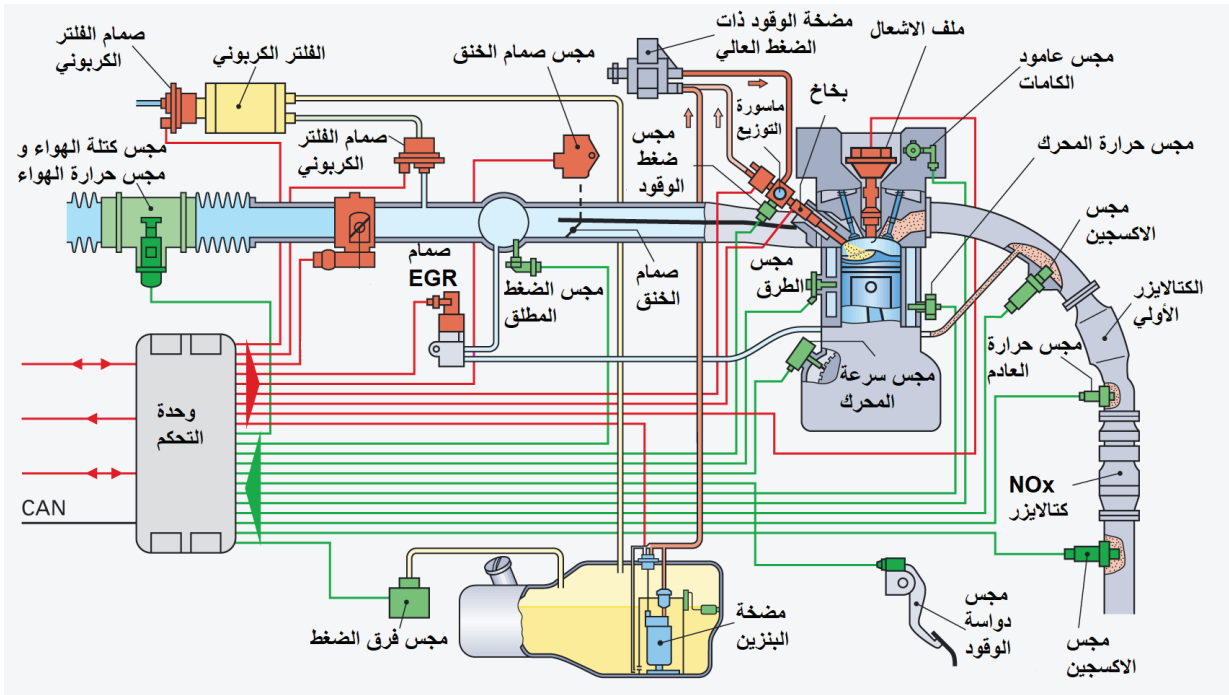 صمام الفلتر
الكربوني
الفلتر الكربوني
مجس صمام الخنق
مضخة الوقود ذات
الضغط العالي
ملف الاشعال
مجس عامود
الكامات
بخاخ
ماسورة
التوزيع
مجس
ضغط
الوقود
مجس حرارة المحرك
صمام الفلتر
الكربوني
مجس كتلة الهواء و
مجس حرارة الهواء
مجس
الاكسجين
صمام
EGR
مجس الضغط
المطلق
صمام
الخنق
مجس
الطرق
الكتالايزر
الأولي
مجس حرارة
العادم
مجس سرعة
المحرك
وحدة
التحكم
NOx
كتالايزر
CAN
مجس فرق الضغط
مضخة
البنزين
مجس
دواسة
الوقود
مجس
الاكسجين